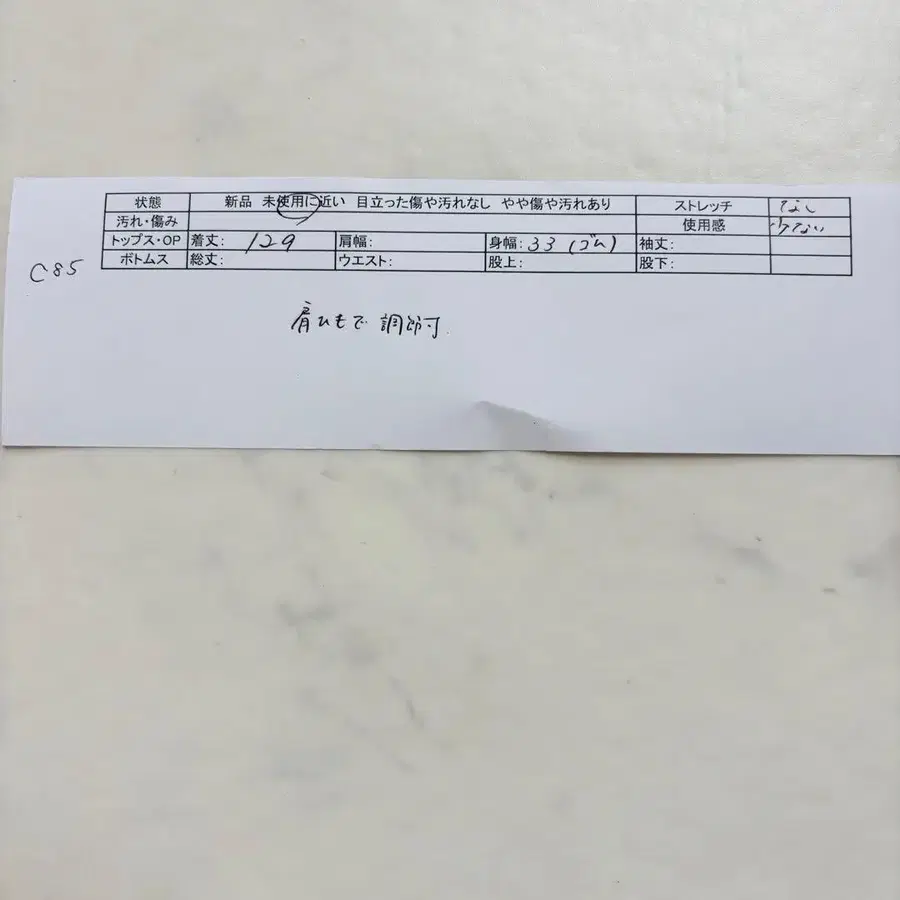 状態 新品 未使用に近い 目立った傷や汚れなし やや傷や汚れあり ストレッチ なし
汚れ・傷み 使用感 少ない
トップス・OP 着丈: 129 肩幅: 身幅: 33 (ゴム) 袖丈:
ボトムス 総丈: ウエスト: 股上: 股下:
C85
肩ひもで調節可